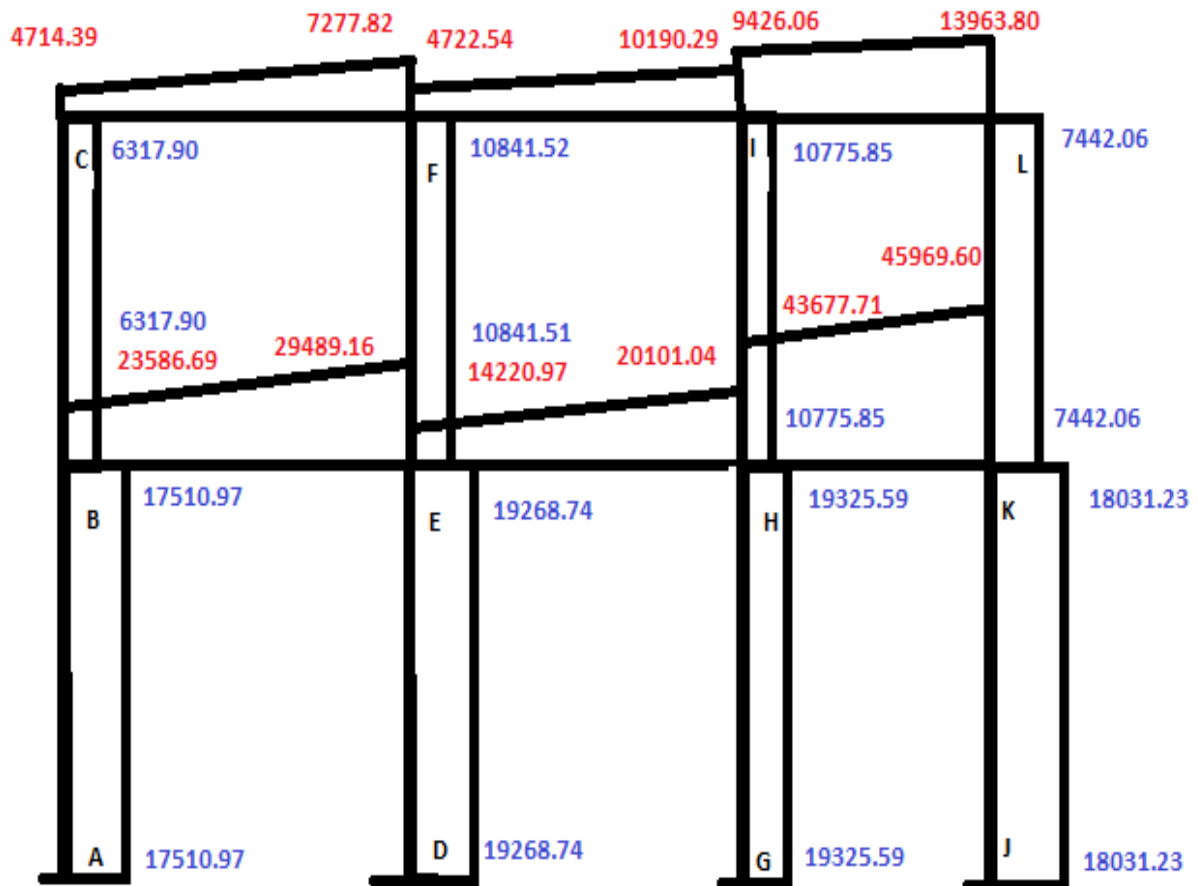 4714.39 7277.82 4722.54 10190.29 9426.06 13963.80
C 6317.90 F 10841.52 I 10775.85 L 7442.06
45969.60
43677.71
6317.90 10841.51
23586.69 29489.16 14220.97 20101.04
10775.85 7442.06
B 17510.97 E 19268.74 H 19325.59 K 18031.23
A 17510.97 D 19268.74 G 19325.59 J 18031.23